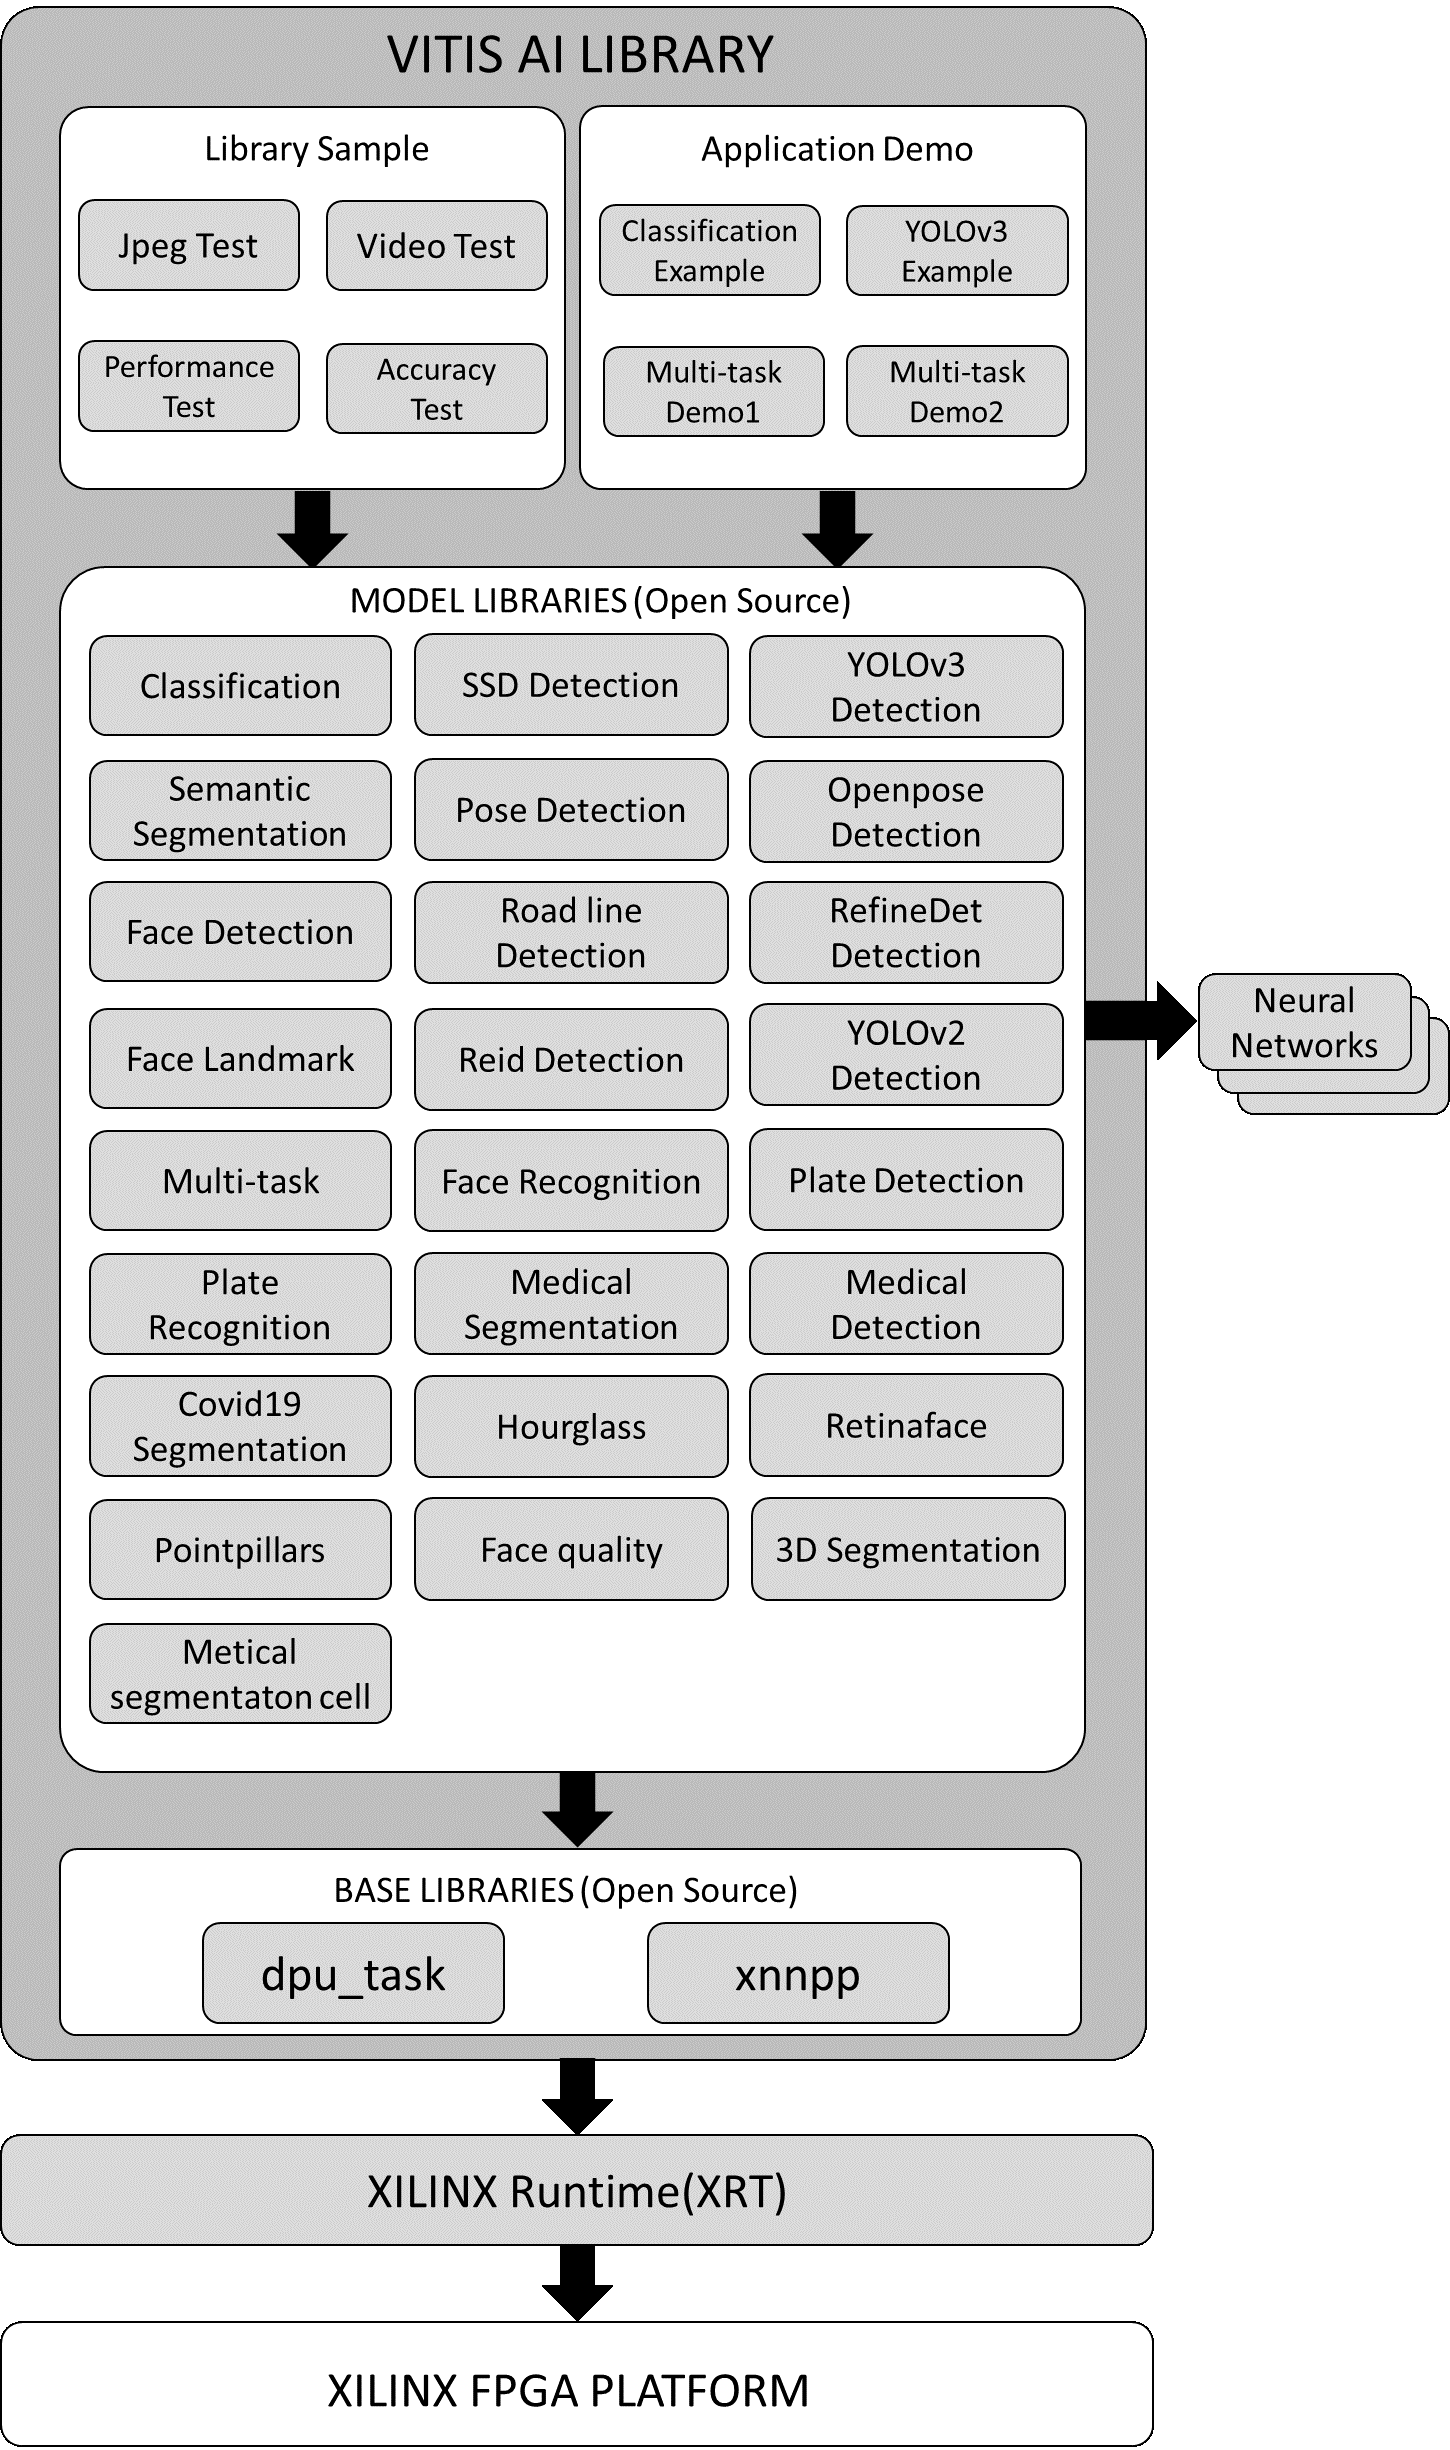 VITIS AI LIBRARY
Library Sample
Jpeg Test
Video Test
Performance
Test
Accuracy
Test
Application Demo
Classification
Example
YOLOv3
Example
Multi-task
Demo1
Multi-task
Demo2
MODEL LIBRARIES (Open Source)
Classification
SSD Detection
YOLOv3
Detection
Semantic
Segmentation
Pose Detection
Openpose
Detection
Face Detection
Road line
Detection
RefineDet
Detection
Face Landmark
Reid Detection
YOLOv2
Detection
Multi-task
Face Recognition
Plate Detection
Plate
Recognition
Medical
Segmentation
Medical
Detection
Covid19
Segmentation
Hourglass
Retinaface
Pointpillars
Face quality
3D Segmentation
Metical
segmentaton cell
Neural
Networks
BASE LIBRARIES (Open Source)
dpu_task
xnnpp
XILINX Runtime(XRT)
XILINX FPGA PLATFORM